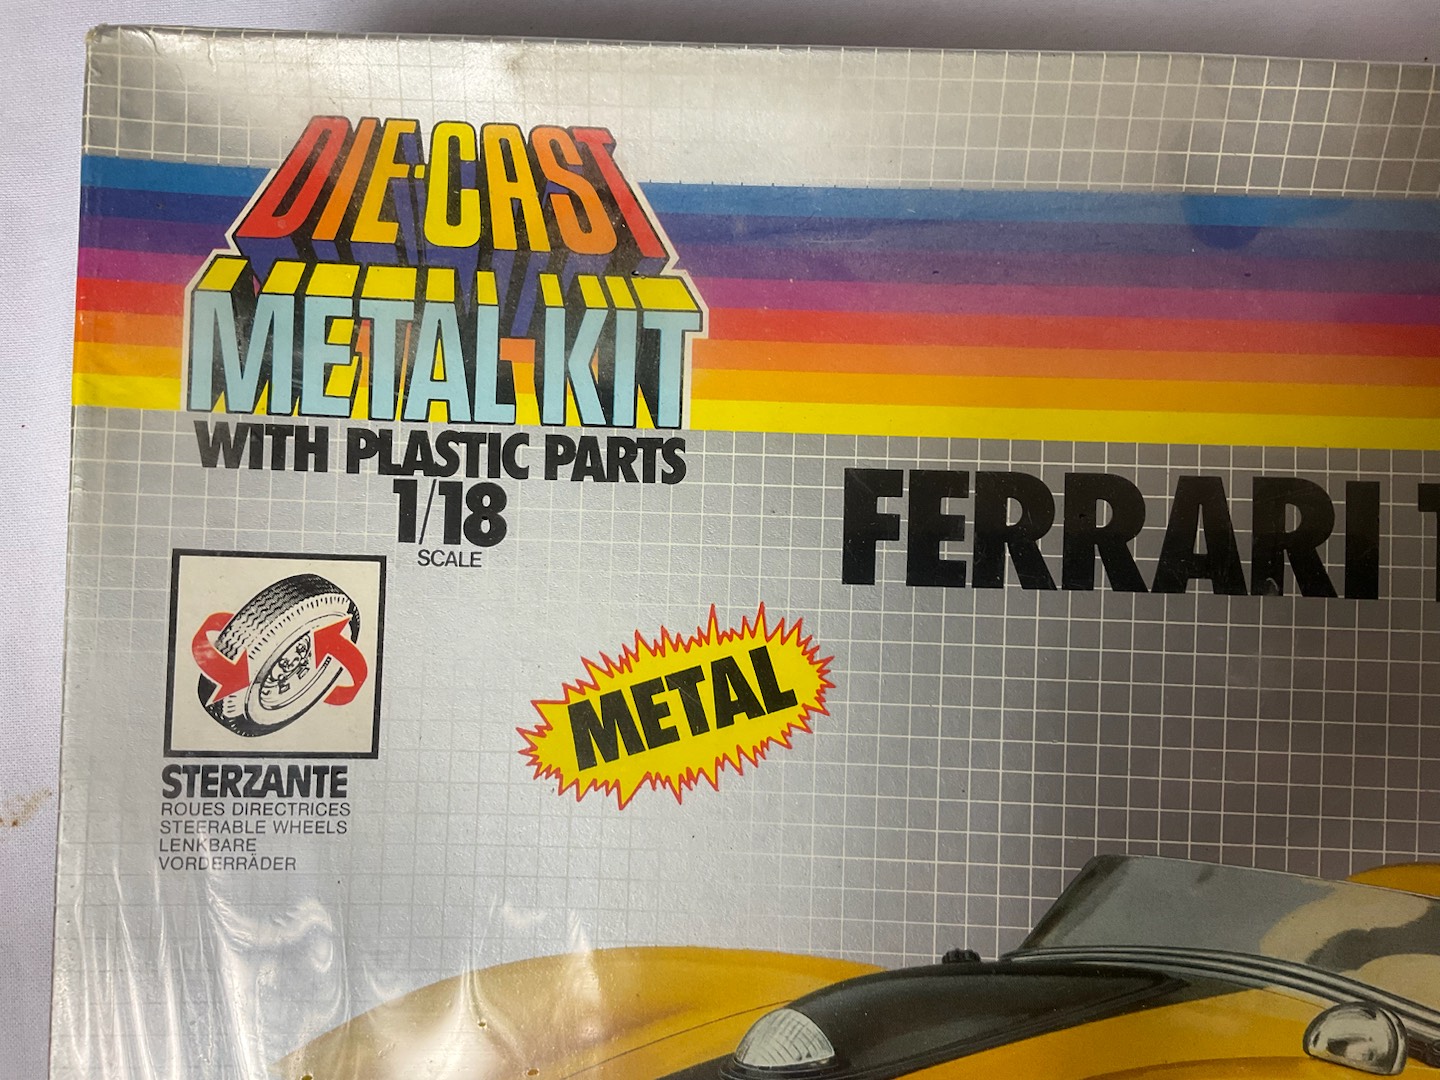 DIE-CAST
METAL KIT
WITH PLASTIC PARTS
1/18
SCALE
FERRARI
METAL
STERZANTE
ROUES DIRECTRICES
STEERABLE WHEELS
LENKBARE
VORDERRÄDER